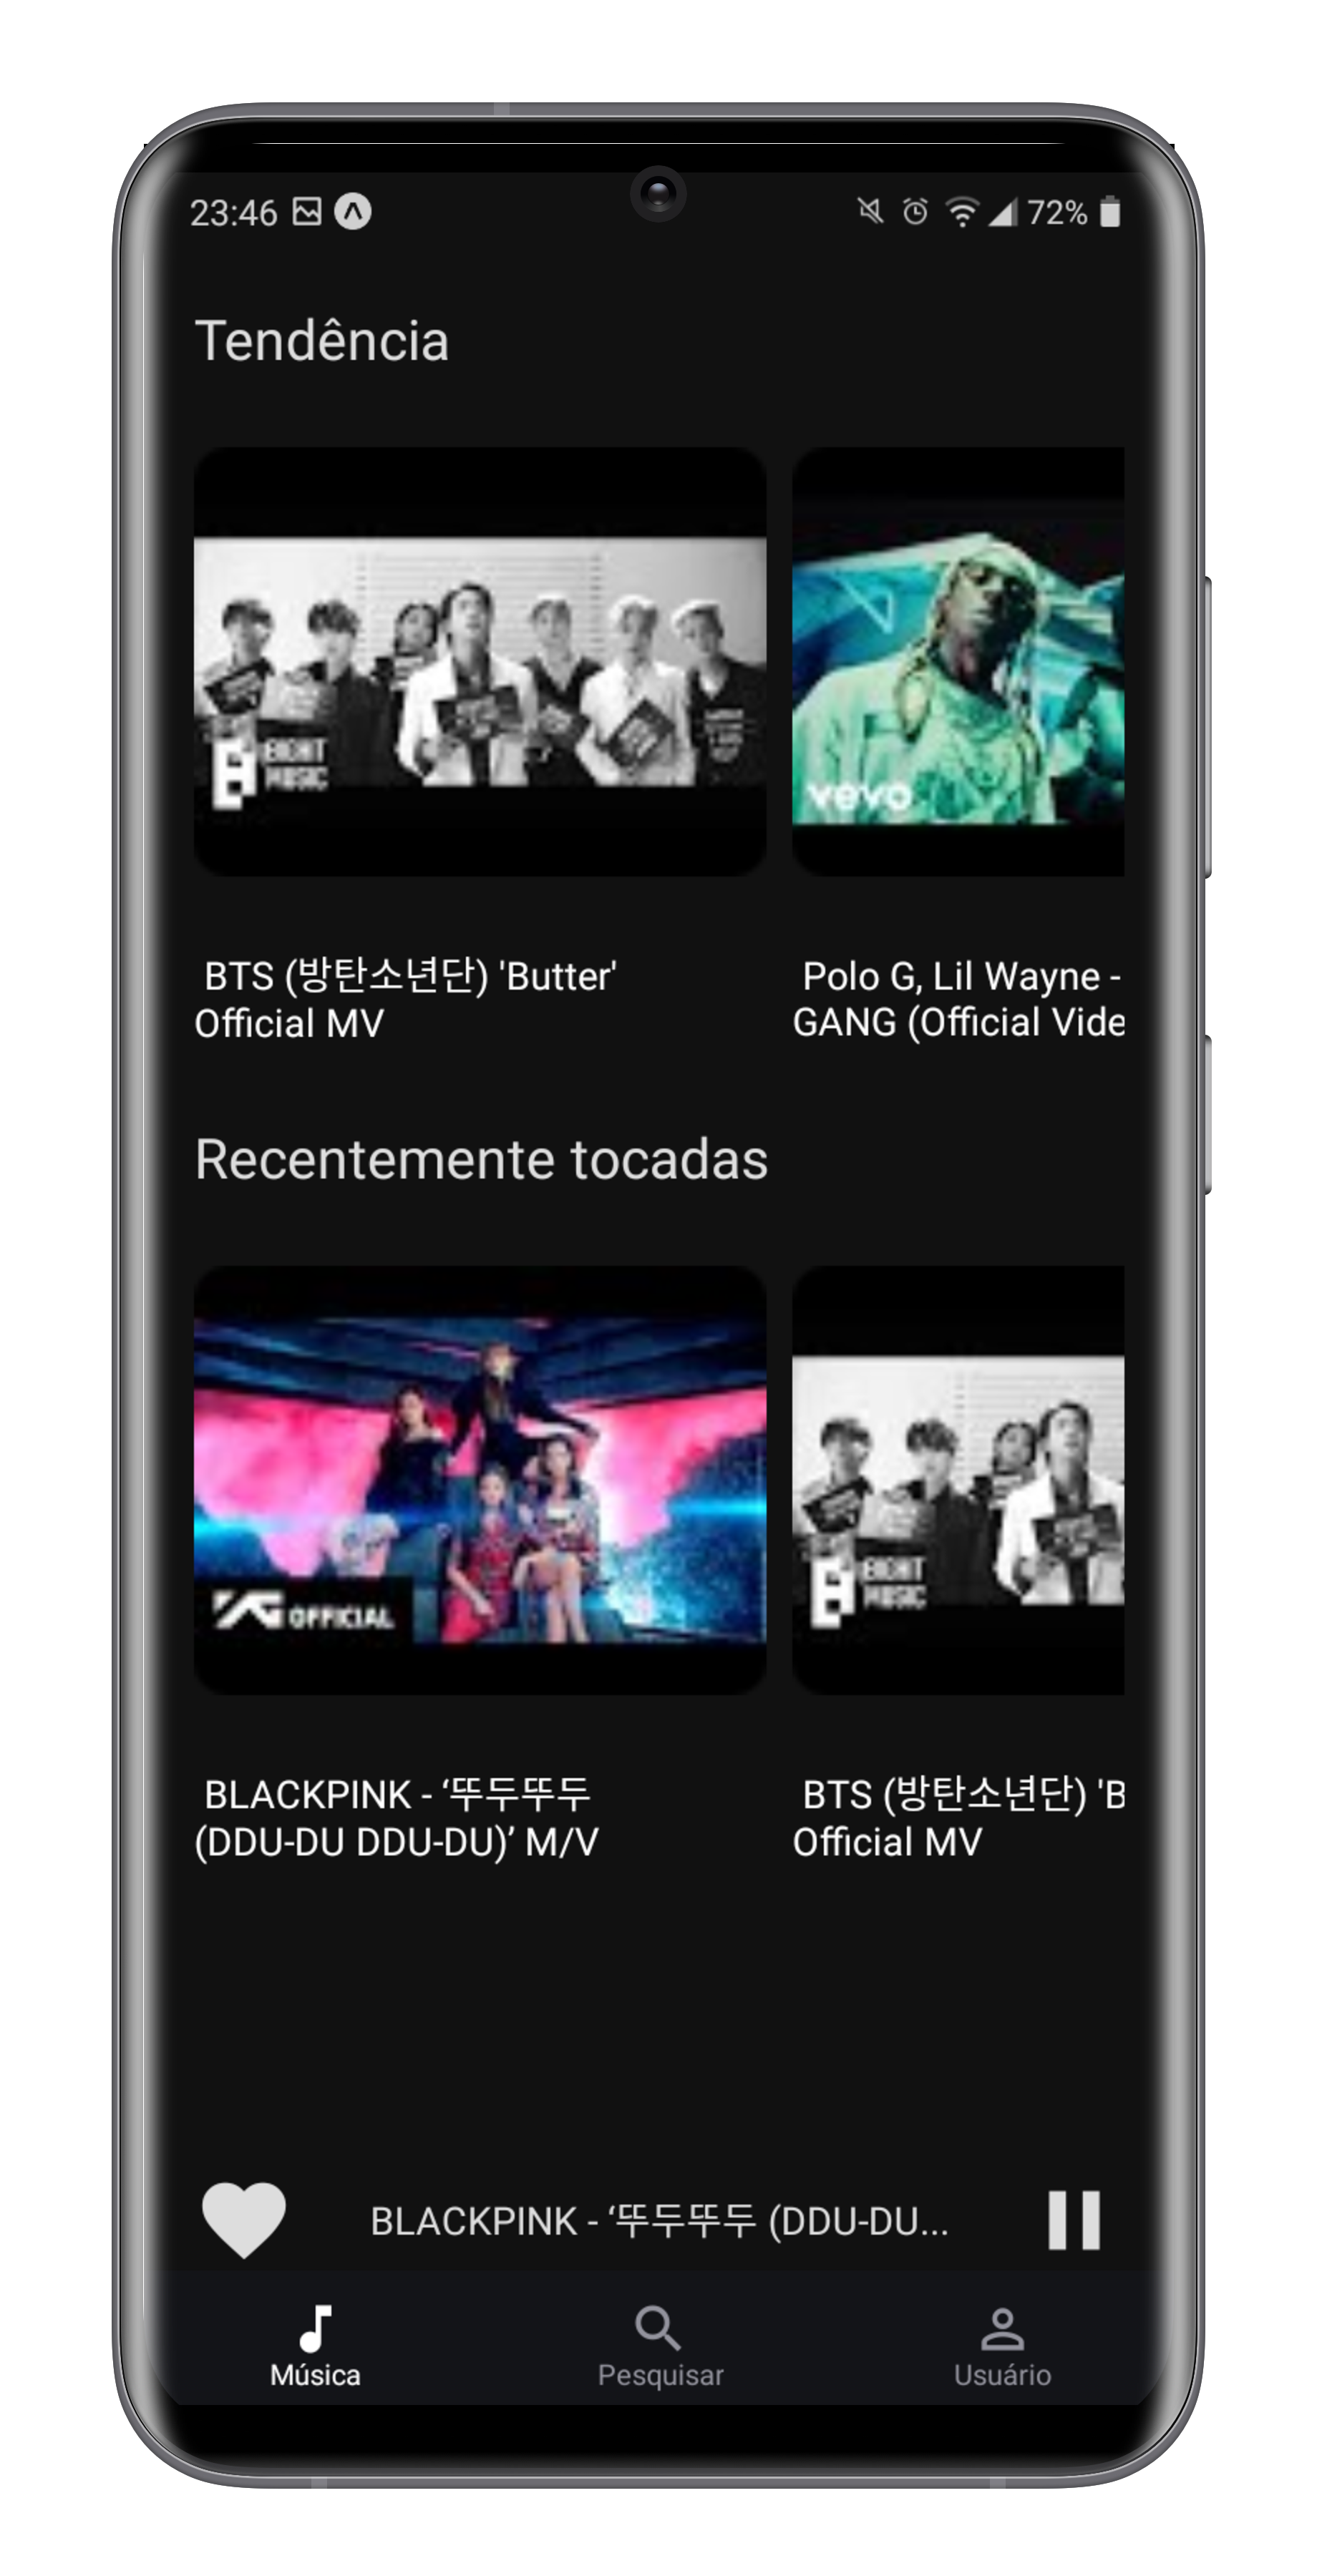 23:46
72%
Tendência
EIGHT
MUSIC
vevo
BTS (방탄소년단) 'Butter'
Official MV
Polo G, Lil Wayne -
GANG (Official Vide
Recentemente tocadas
YG OFFICIAL
EIGHT
MUSIC
BLACKPINK - ‘뚜두뚜두
(DDU-DU DDU-DU)’ M/V
BTS (방탄소년단) 'B
Official MV
BLACKPINK - ‘뚜두뚜두 (DDU-DU...
Música
Pesquisar
Usuário